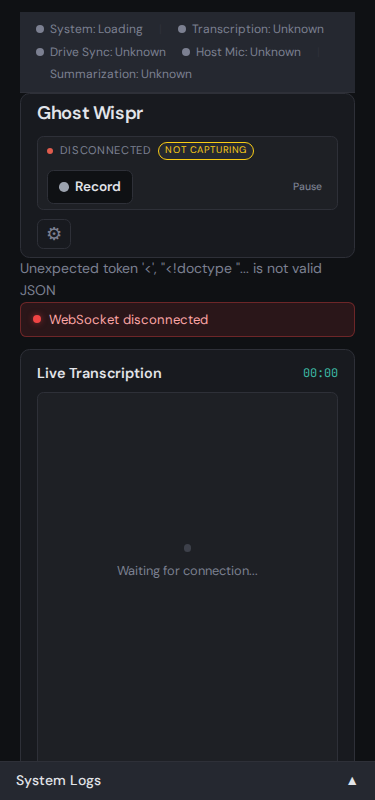 System: Loading
Transcription: Unknown
Drive Sync: Unknown
Host Mic: Unknown
Summarization: Unknown
Ghost Wispr
DISCONNECTED
NOT CAPTURING
Record
Pause
Unexpected token '<', "<!doctype "... is not valid
JSON
WebSocket disconnected
Live Transcription
00:00
Waiting for connection...
System Logs